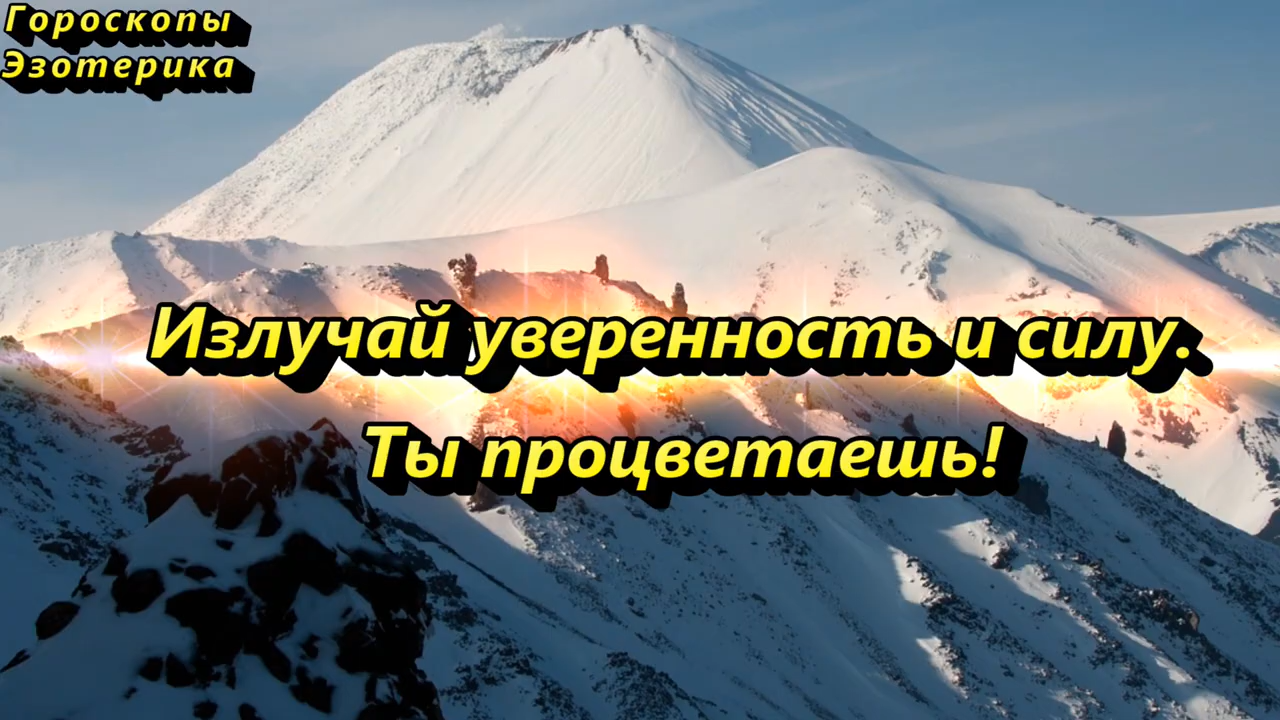 Гороскопы
Эзотерика
Излучай уверенность и силу.
Ты процветаешь!